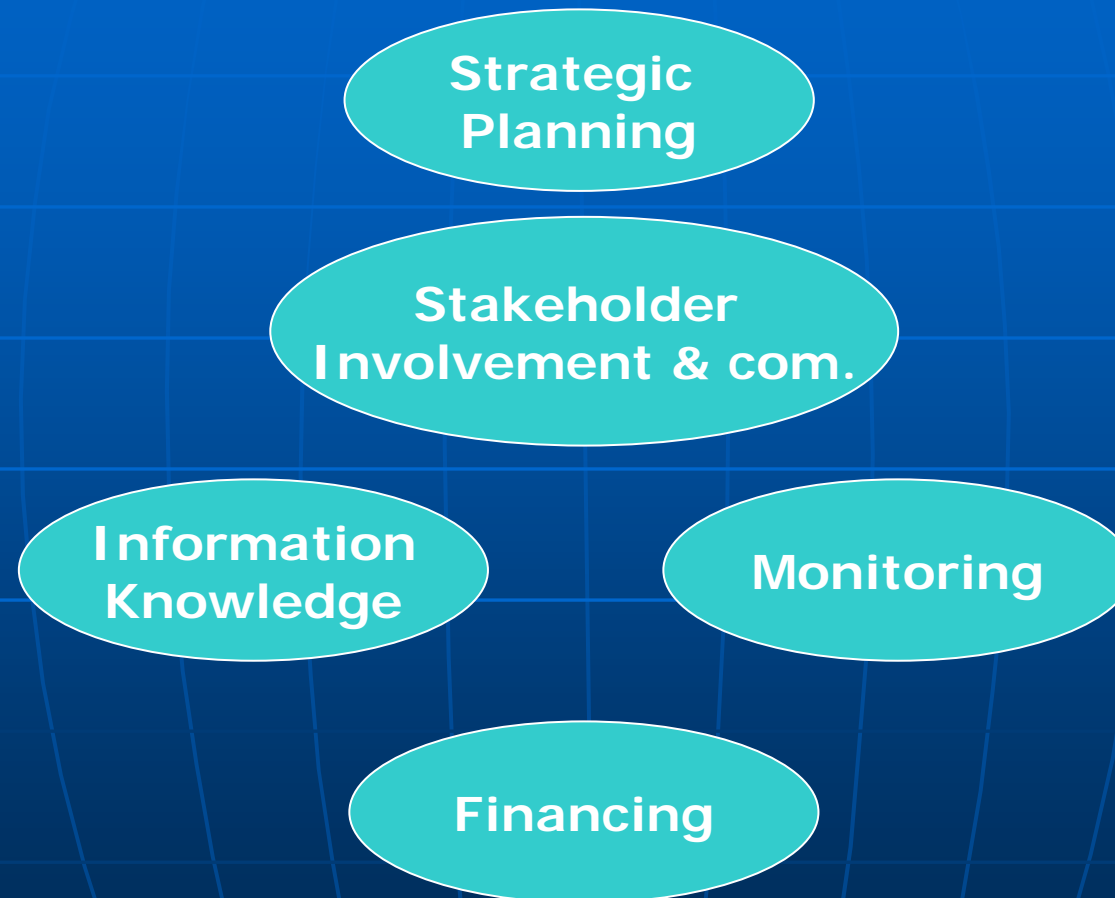 Strategic
Planning
Stakeholder
Involvement & com.
Information
Knowledge
Monitoring
Financing